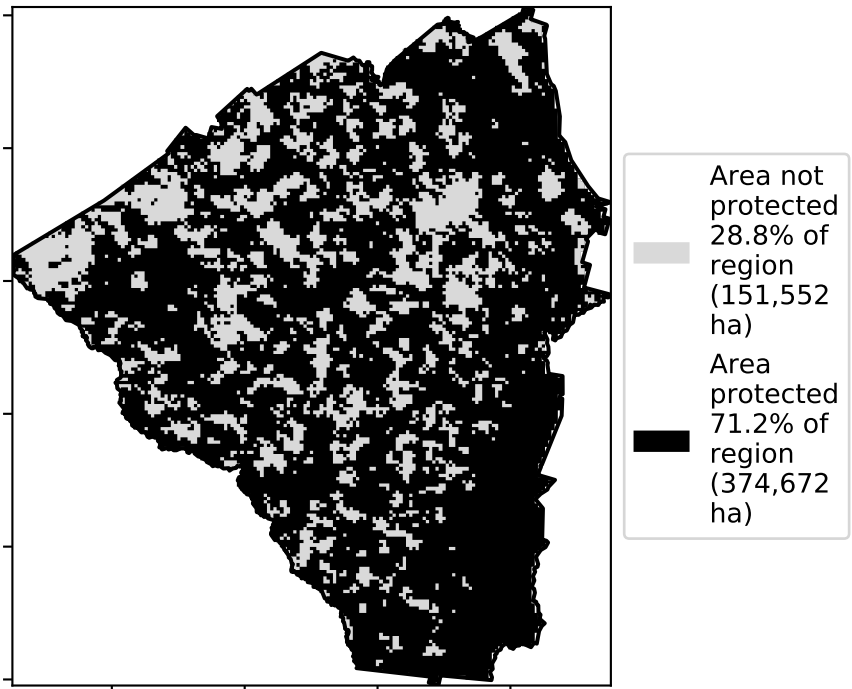 Area not
protected
28.8% of
region
(151,552
ha)
Area
protected
71.2% of
region
(374,672
ha)